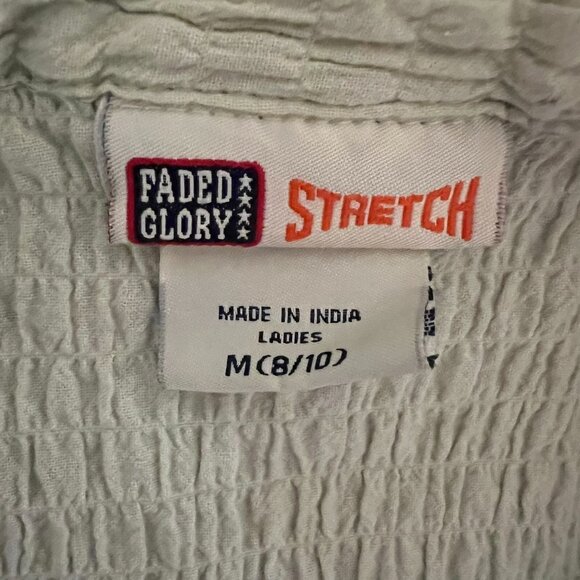 FADED GLORY
STRETCH
MADE IN INDIA
LADIES
M(8/10)